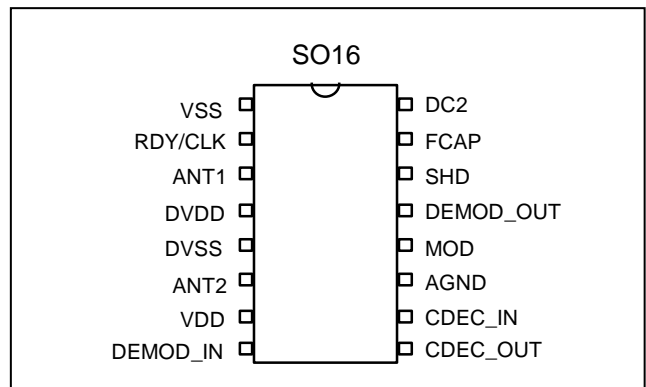 SO16
VSS DC2
RDY/CLK FCAP
ANT1 SHD
DVDD DEMOD_OUT
DVSS MOD
ANT2 AGND
VDD CDEC_IN
DEMOD_IN CDEC_OUT